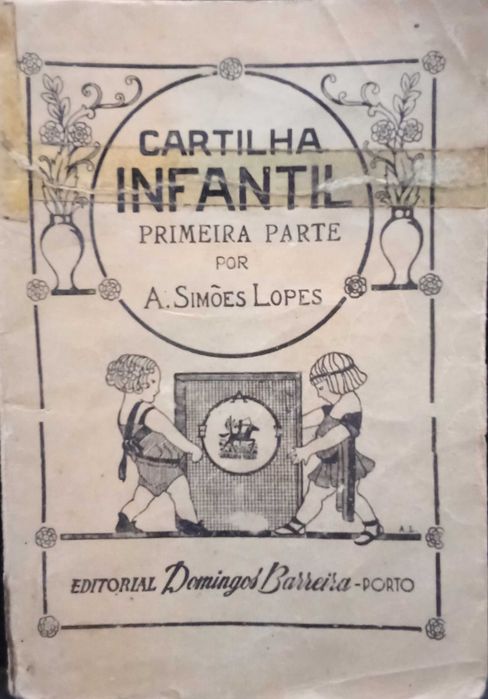 CARTILHA
INFANTIL
PRIMEIRA PARTE
POR
A. SIMÕES LOPES
A. L.
EDITORIAL Domingos Barreira - PORTO